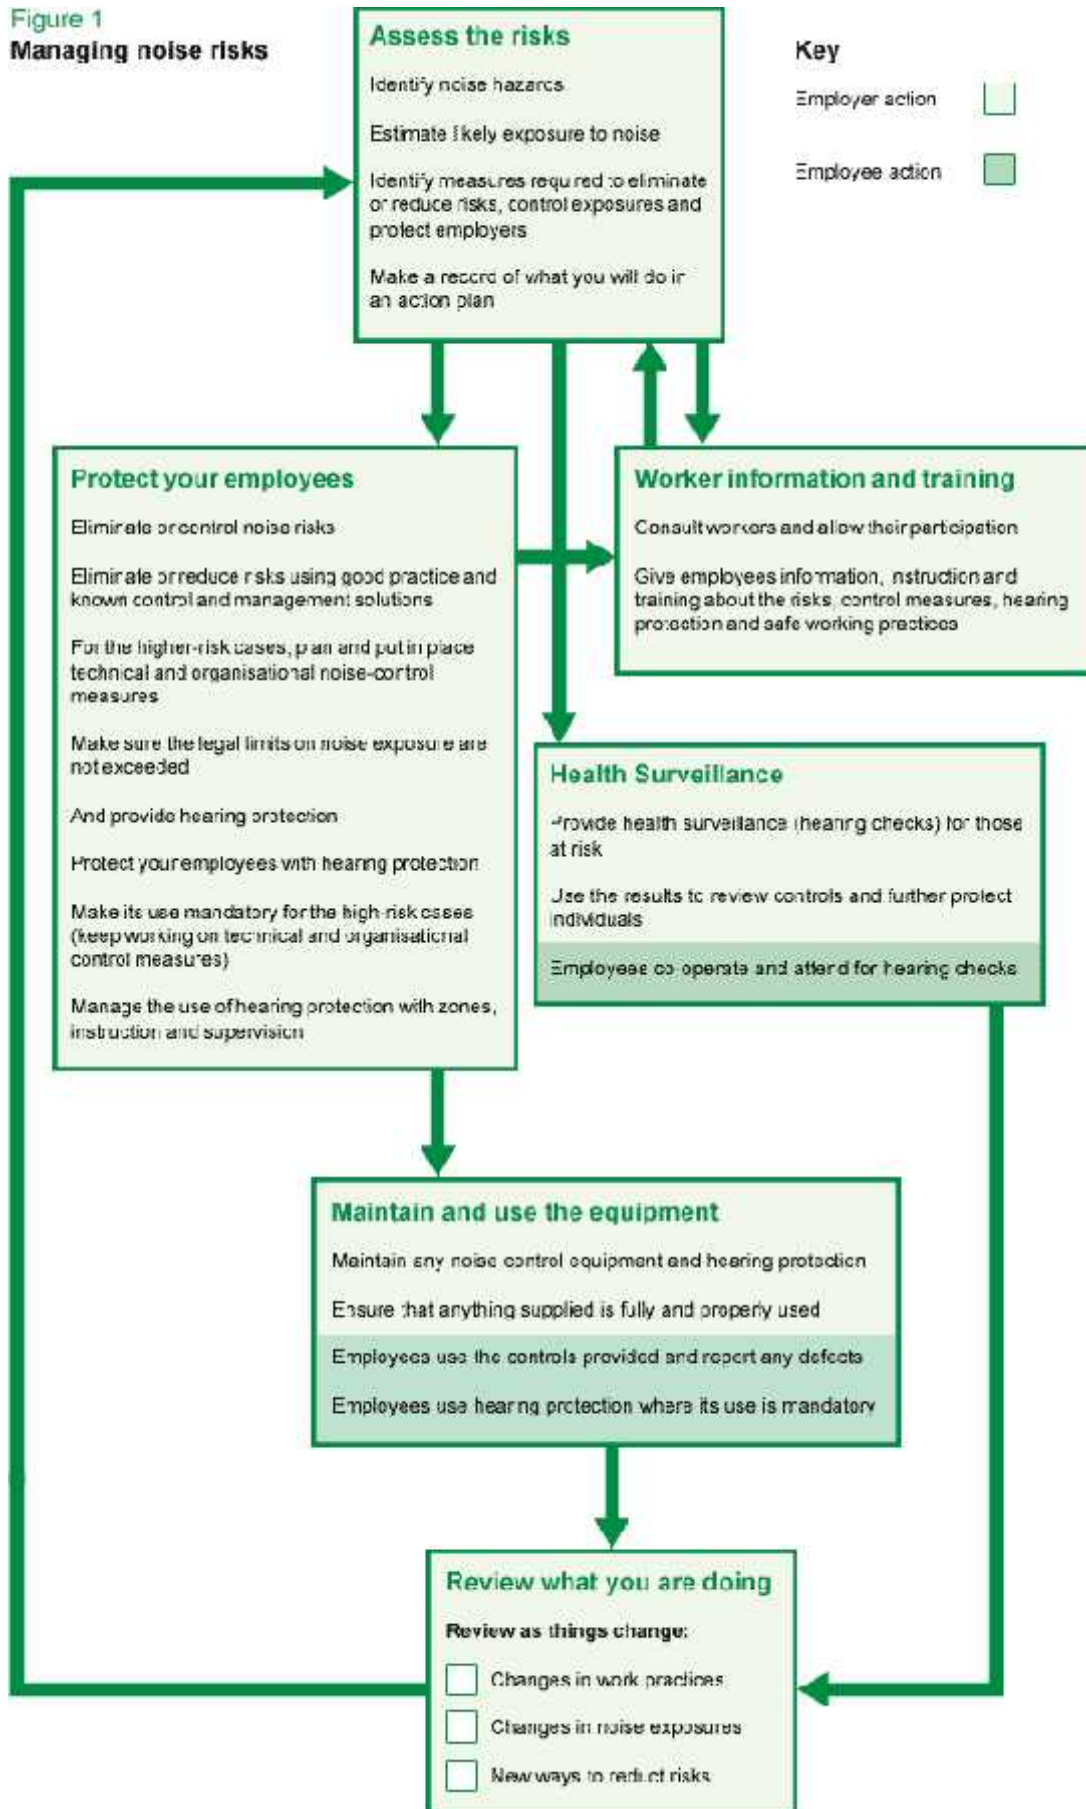 Figure 1
Managing noise risks
Assess the risks
Identify noise hazards
Estimate likely exposure to noise
Identify measures required to eliminate
or reduce risks, control exposures and
protect employers
Make a record of what you will do in
an action plan
Key
Employer action
Employee action
Protect your employees
Eliminate or control noise risks
Eliminate or reduce risks using good practice and
known control and management solutions
For the higher-risk cases, plan and put in place
technical and organisational noise-control
measures
Make sure the legal limits on noise exposure are
not exceeded
And provide hearing protection
Protect your employees with hearing protection
Make its use mandatory for the high-risk cases
(keep working on technical and organisational
control measures)
Manage the use of hearing protection with zones,
instruction and supervision
Worker information and training
Consult workers and allow their participation
Give employees information, instruction and
training about the risks, control measures, hearing
protection and safe working practices
Health Surveillance
Provide health surveillance (hearing checks) for those
at risk
Use the results to review controls and further protect
individuals
Employees co-operate and attend for hearing checks
Maintain and use the equipment
Maintain any noise control equipment and hearing protection
Ensure that anything supplied is fully and properly used
Employees use the controls provided and report any defects
Employees use hearing protection where its use is mandatory
Review what you are doing
Review as things change:
Changes in work practices
Changes in noise exposures
New ways to reduct risks